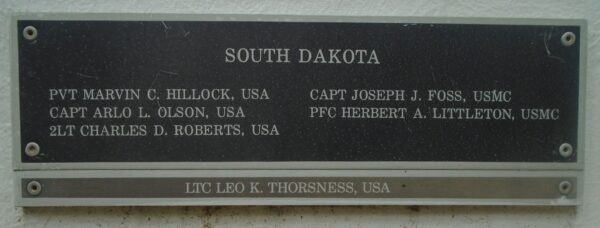 SOUTH DAKOTA
PVT MARVIN C. HILLOCK, USA
CAPT ARLO L. OLSON, USA
2LT CHARLES D. ROBERTS, USA
CAPT JOSEPH J. FOSS, USMC
PFC HERBERT A. LITTLETON, USMC
LTC LEO K. THORSNESS, USA